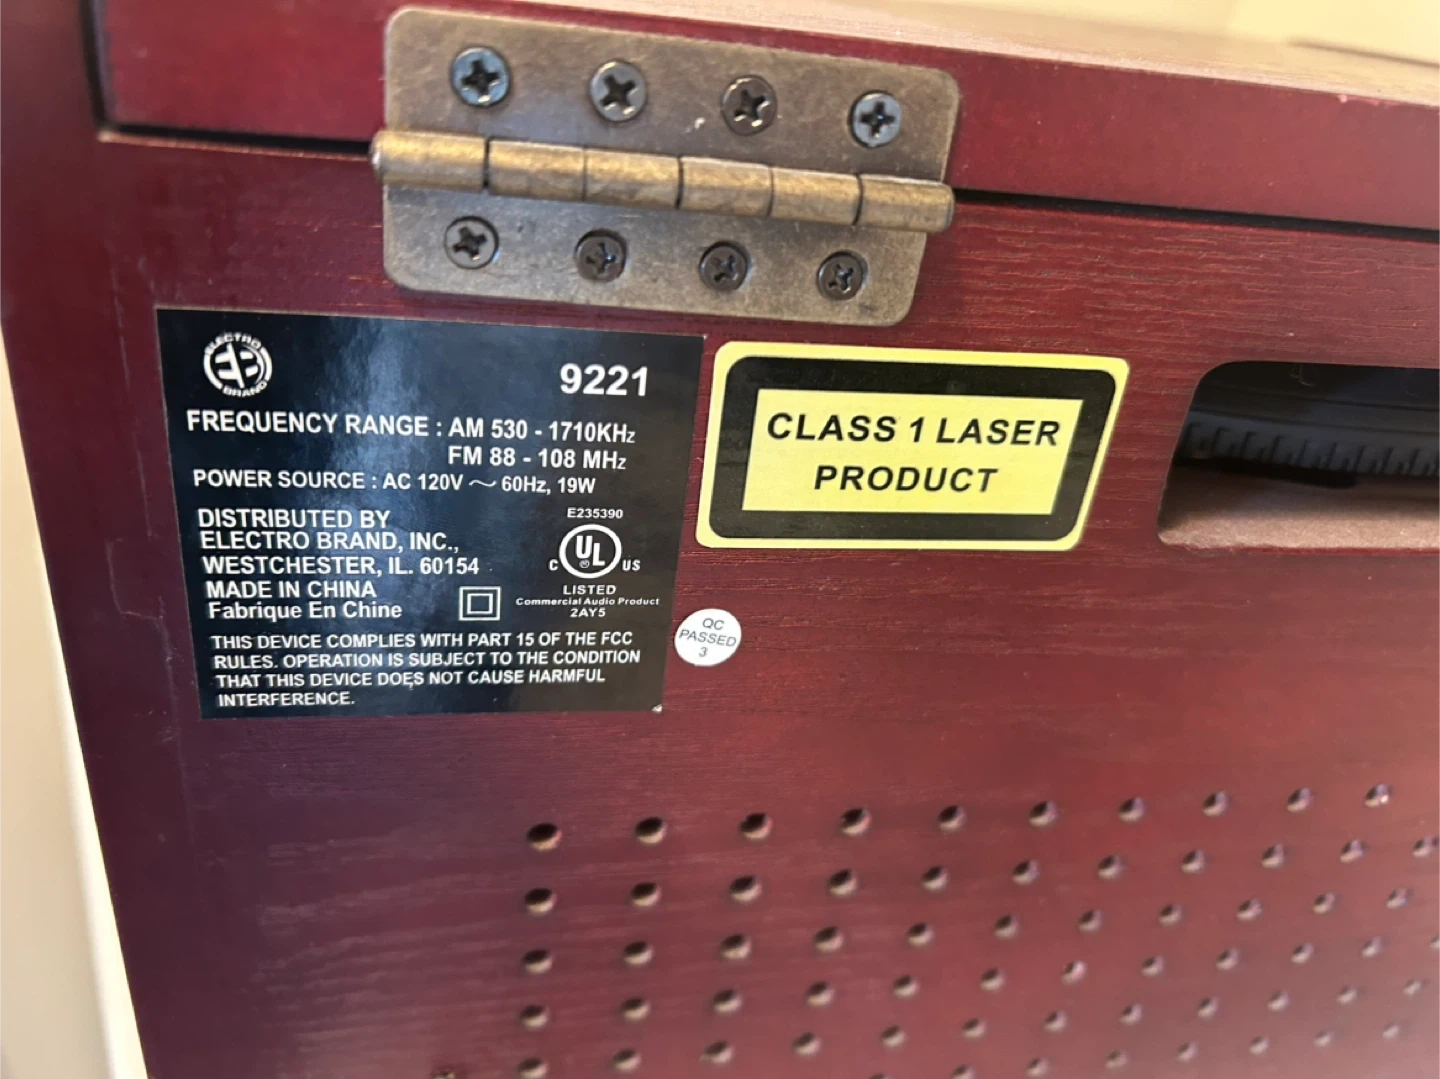 ELECTRO
BRAND
9221
FREQUENCY RANGE : AM 530 - 1710KHz
FM 88 - 108 MHz
POWER SOURCE : AC 120V ～ 60Hz, 19W
DISTRIBUTED BY
ELECTRO BRAND, INC.,
WESTCHESTER, IL. 60154
MADE IN CHINA
Fabrique En Chine
E235390
C UL ® US
LISTED
Commercial Audio Product
2AY5
THIS DEVICE COMPLIES WITH PART 15 OF THE FCC
RULES. OPERATION IS SUBJECT TO THE CONDITION
THAT THIS DEVICE DOES NOT CAUSE HARMFUL
INTERFERENCE.
CLASS 1 LASER
PRODUCT
QC
PASSED
3